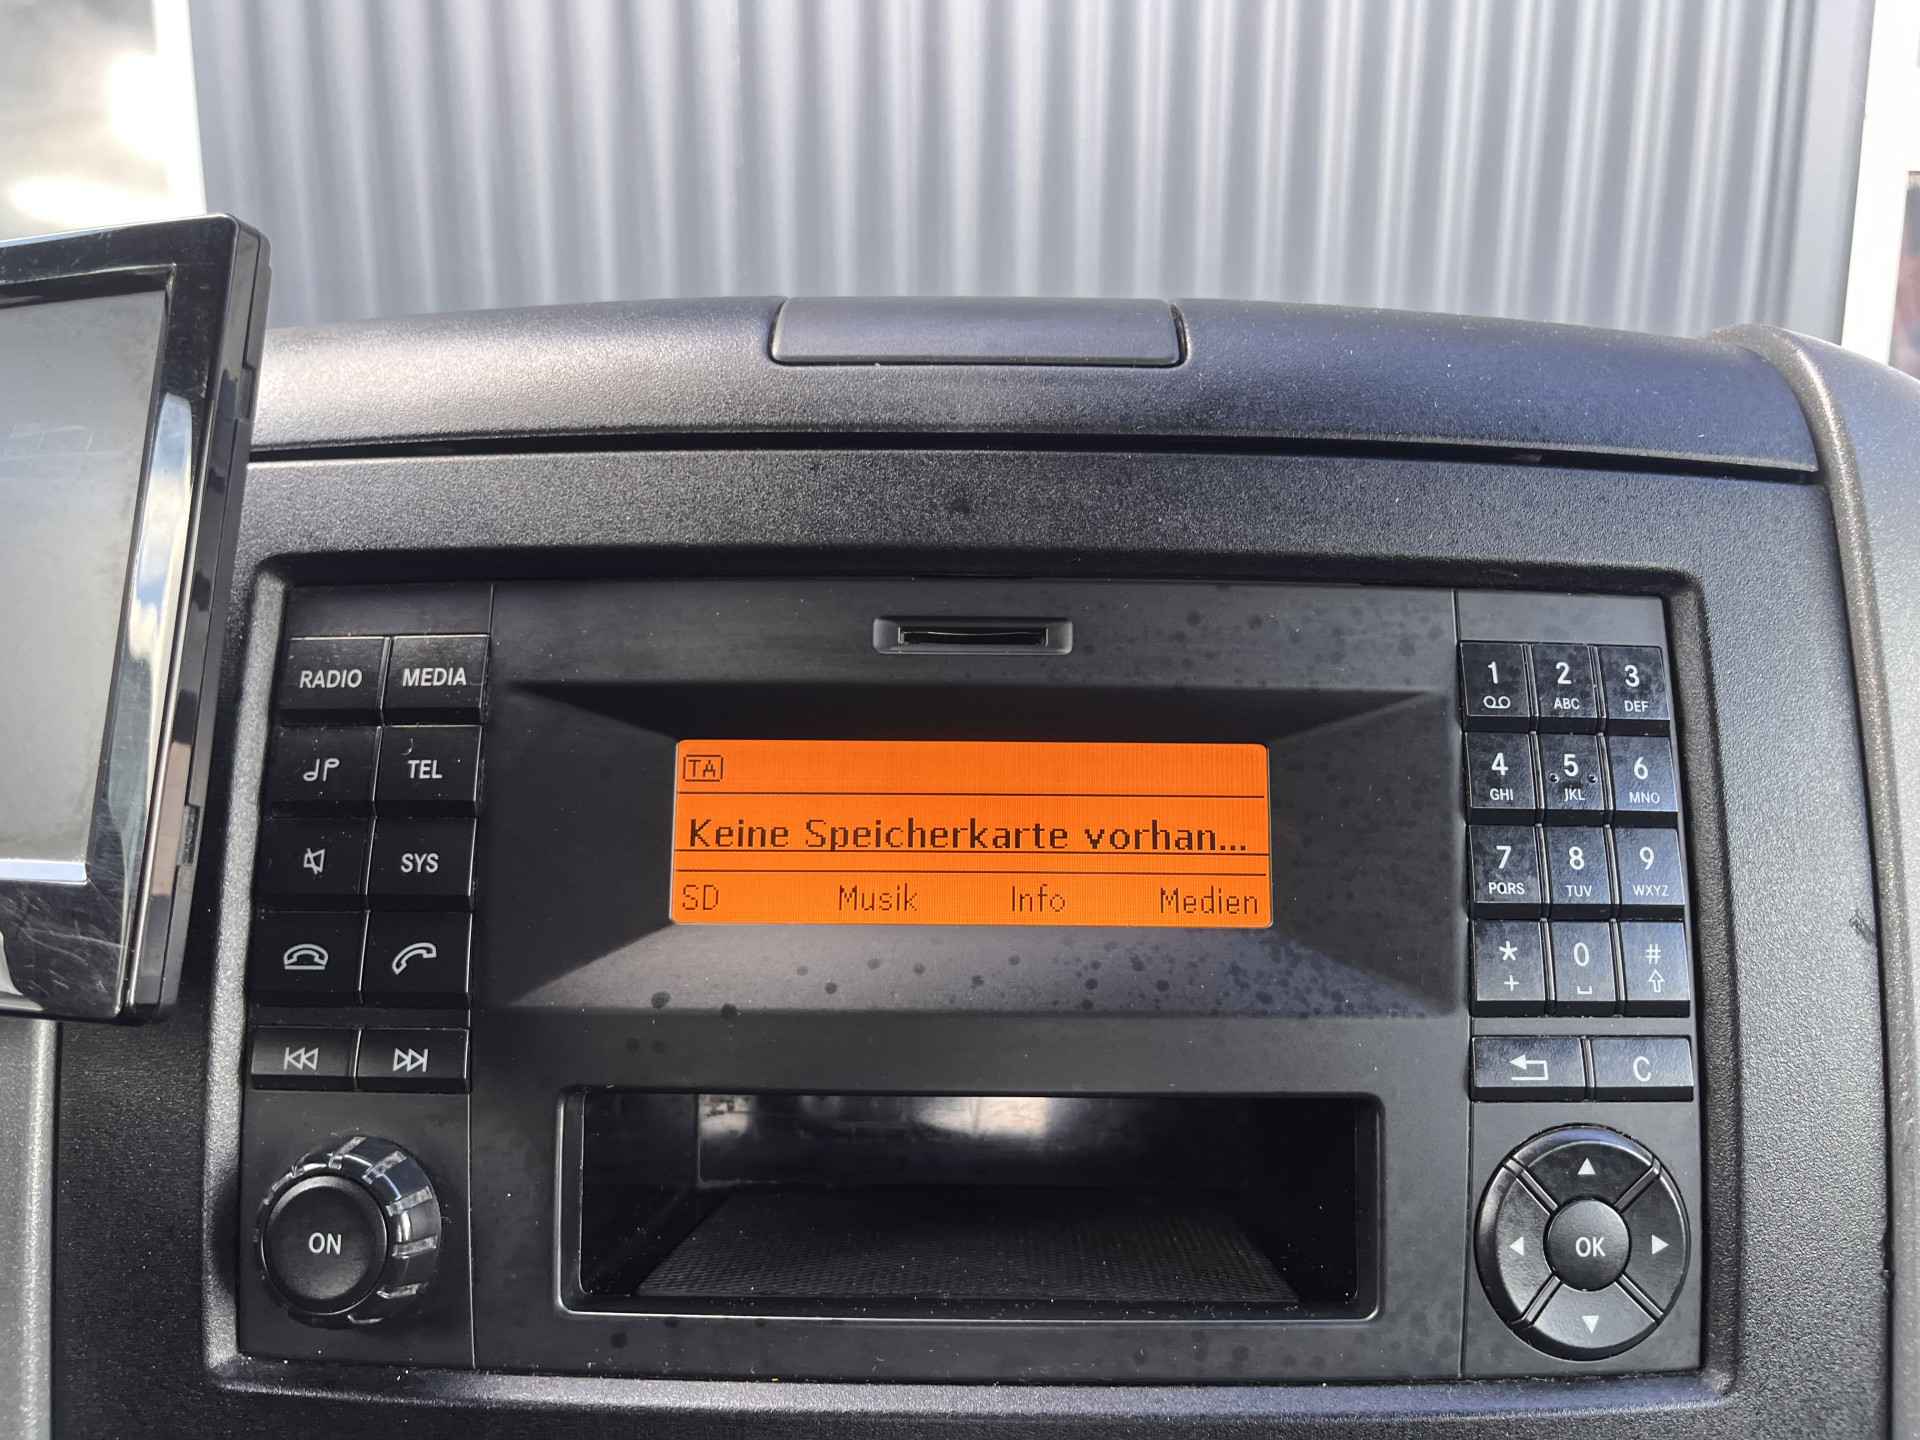 RADIO MEDIA
TEL
SYS
ON
TA
Keine Speicherkarte vorhan...
SD Musik Info Medien
1 2 3
ABC DEF
4 5 6
GHI JKL MNO
7 8 9
PQRS TUV WXYZ
* 0 #
+
C
OK